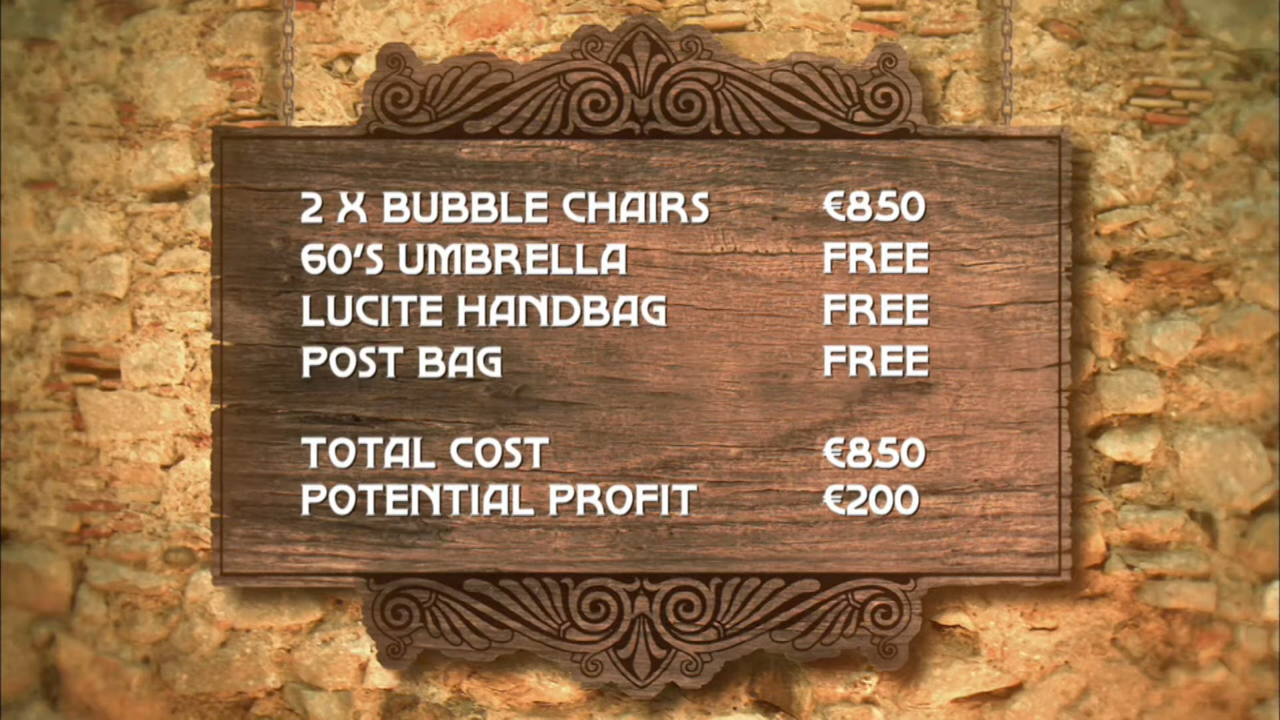 2 X BUBBLE CHAIRS €850
60'S UMBRELLA FREE
LUCITE HANDBAG FREE
POST BAG FREE
TOTAL COST €850
POTENTIAL PROFIT €200